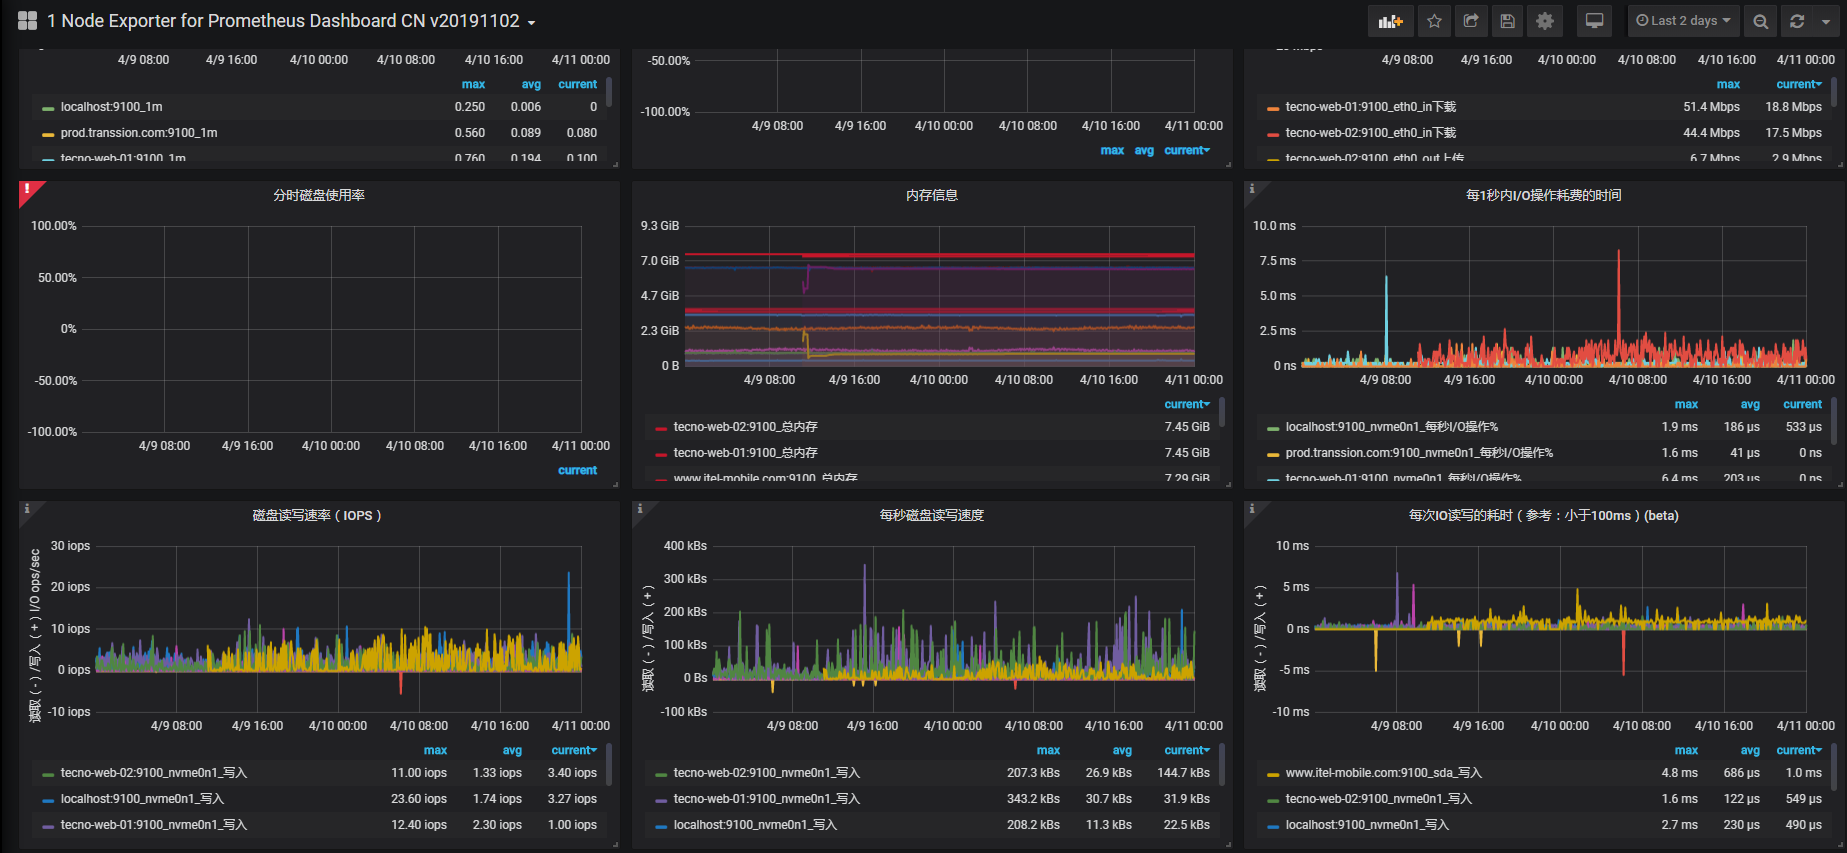 1 Node Exporter for Prometheus Dashboard CN v20191102
Last 2 days
4/9 08:00 4/9 16:00 4/10 00:00 4/10 08:00 4/10 16:00 4/11 00:00
max avg current
localhost:9100_1m 0.250 0.006 0
prod.transsion.com:9100_1m 0.560 0.089 0.080
tecno-web-01:9100_1m 0.760 0.194 0.100
-50.00%
-100.00%
4/9 08:00 4/9 16:00 4/10 00:00 4/10 08:00 4/10 16:00 4/11 00:00
max avg current
4/9 08:00 4/9 16:00 4/10 00:00 4/10 08:00 4/10 16:00 4/11 00:00
max current
tecno-web-01:9100_eth0_in下载 51.4 Mbps 18.8 Mbps
tecno-web-02:9100_eth0_in下载 44.4 Mbps 17.5 Mbps
tecno-web-02:9100_eth0_out上传 6.7 Mbps 2.9 Mbps
分时磁盘使用率
100.00%
50.00%
0%
-50.00%
-100.00%
4/9 08:00 4/9 16:00 4/10 00:00 4/10 08:00 4/10 16:00 4/11 00:00
current
内存信息
9.3 GiB
7.0 GiB
4.7 GiB
2.3 GiB
0 B
4/9 08:00 4/9 16:00 4/10 00:00 4/10 08:00 4/10 16:00 4/11 00:00
current
tecno-web-02:9100_总内存 7.45 GiB
tecno-web-01:9100_总内存 7.45 GiB
www.itel-mobile.com:9100_总内存 7.29 GiB
每1秒内I/O操作耗费的时间
10.0 ms
7.5 ms
5.0 ms
2.5 ms
0 ns
4/9 08:00 4/9 16:00 4/10 00:00 4/10 08:00 4/10 16:00 4/11 00:00
max avg current
localhost:9100_nvme0n1_每秒I/O操作% 1.9 ms 186 µs 533 µs
prod.transsion.com:9100_nvme0n1_每秒I/O操作% 1.6 ms 41 µs 0 ns
tecno-web-01:9100_nvme0n1_每秒I/O操作% 6.4 ms 203 µs 0 ns
磁盘读写速率（IOPS）
读取（-）/写入（+）I/O ops/sec
30 iops
20 iops
10 iops
0 iops
-10 iops
4/9 08:00 4/9 16:00 4/10 00:00 4/10 08:00 4/10 16:00 4/11 00:00
max avg current
tecno-web-02:9100_nvme0n1_写入 11.00 iops 1.33 iops 3.40 iops
localhost:9100_nvme0n1_写入 23.60 iops 1.74 iops 3.27 iops
tecno-web-01:9100_nvme0n1_写入 12.40 iops 2.30 iops 1.00 iops
每秒磁盘读写速度
读取（-）/写入（+）
400 kBs
300 kBs
200 kBs
100 kBs
0 Bs
-100 kBs
4/9 08:00 4/9 16:00 4/10 00:00 4/10 08:00 4/10 16:00 4/11 00:00
max avg current
tecno-web-02:9100_nvme0n1_写入 207.3 kBs 26.9 kBs 144.7 kBs
tecno-web-01:9100_nvme0n1_写入 343.2 kBs 30.7 kBs 31.9 kBs
localhost:9100_nvme0n1_写入 208.2 kBs 11.3 kBs 22.5 kBs
每次IO读写的耗时（参考：小于100ms）(beta)
读取（-）/写入（+）
10 ms
5 ms
0 ns
-5 ms
-10 ms
4/9 08:00 4/9 16:00 4/10 00:00 4/10 08:00 4/10 16:00 4/11 00:00
max avg current
www.itel-mobile.com:9100_sda_写入 4.8 ms 686 µs 1.0 ms
tecno-web-02:9100_nvme0n1_写入 1.6 ms 122 µs 549 µs
localhost:9100_nvme0n1_写入 2.7 ms 230 µs 490 µs